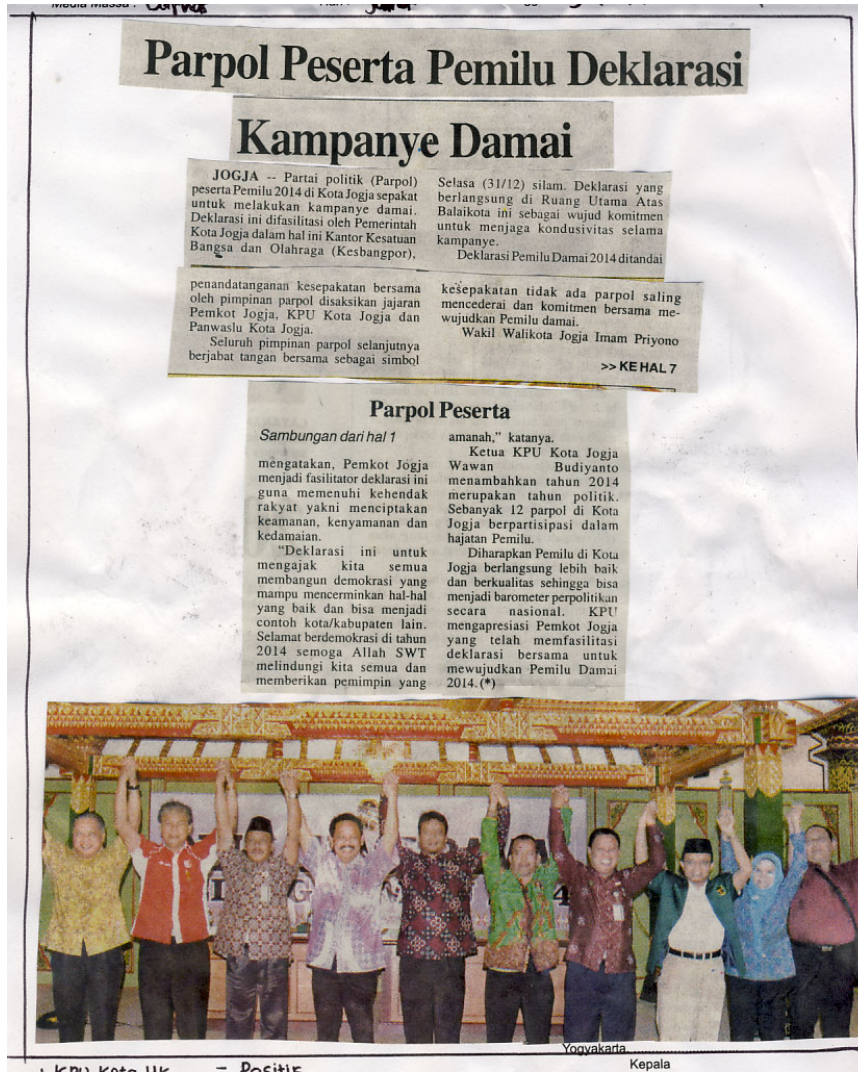 Media Massa :
Parpol Peserta Pemilu Deklarasi
Kampanye Damai
JOGJA -- Partai politik (Parpol)
peserta Pemilu 2014 di Kota Jogja sepakat
untuk melakukan kampanye damai.
Deklarasi ini difasilitasi oleh Pemerintah
Kota Jogja dalam hal ini Kantor Kesatuan
Bangsa dan Olahraga (Kesbangpor),
Selasa (31/12) silam. Deklarasi yang
berlangsung di Ruang Utama Atas
Balaikota ini sebagai wujud komitmen
untuk menjaga kondusivitas selama
kampanye.
Deklarasi Pemilu Damai 2014 ditandai
penandatanganan kesepakatan bersama
oleh pimpinan parpol disaksikan jajaran
Pemkot Jogja, KPU Kota Jogja dan
Panwaslu Kota Jogja.
Seluruh pimpinan parpol selanjutnya
berjabat tangan bersama sebagai simbol
kesepakatan tidak ada parpol saling
mencederai dan komitmen bersama me-
wujudkan Pemilu damai.
Wakil Walikota Jogja Imam Priyono
>> KE HAL 7
Parpol Peserta
Sambungan dari hal 1
mengatakan, Pemkot Jogja
menjadi fasilitator deklarasi ini
guna memenuhi kehendak
rakyat yakni menciptakan
keamanan, kenyamanan dan
kedamaian.
"Deklarasi ini untuk
mengajak kita semua
membangun demokrasi yang
mampu mencerminkan hal-hal
yang baik dan bisa menjadi
contoh kota/kabupaten lain.
Selamat berdemokrasi di tahun
2014 semoga Allah SWT
melindungi kita semua dan
memberikan pemimpin yang
amanah," katanya.
Ketua KPU Kota Jogja
Wawan Budiyanto
menambahkan tahun 2014
merupakan tahun politik.
Sebanyak 12 parpol di Kota
Jogja berpartisipasi dalam
hajatan Pemilu.
Diharapkan Pemilu di Kota
Jogja berlangsung lebih baik
dan berkualitas sehingga bisa
menjadi barometer perpolitikan
secara nasional. KPU
mengapresiasi Pemkot Jogja
yang telah memfasilitasi
deklarasi bersama untuk
mewujudkan Pemilu Damai
2014.(*)
Yogyakarta
Kepala
KPU Kota YK - Positif